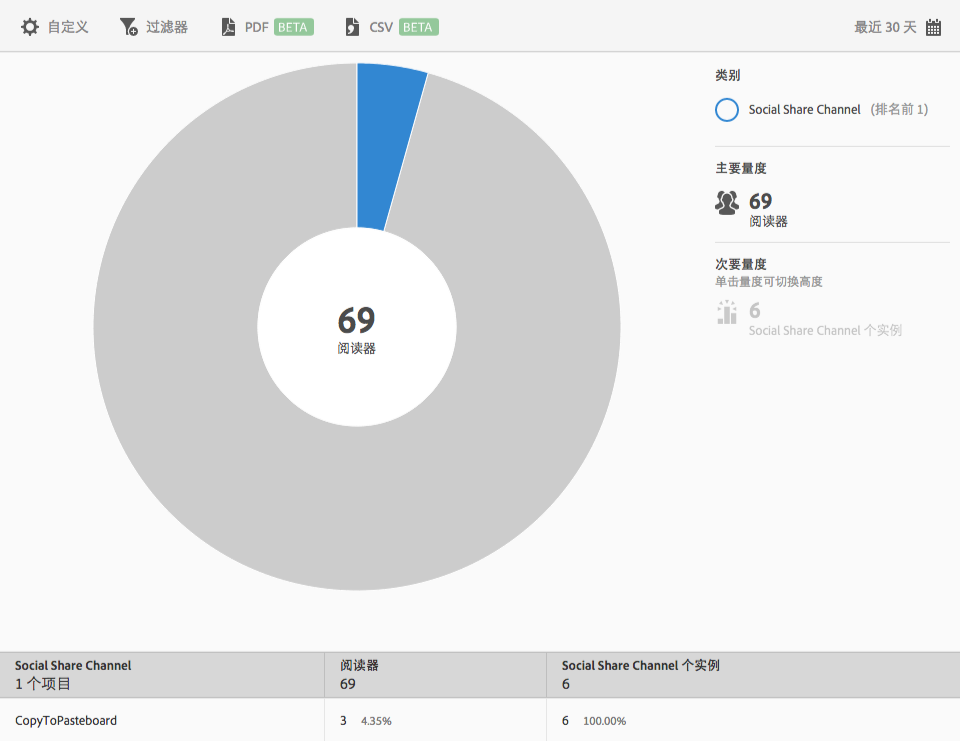 自定义 过滤器 PDF BETA CSV BETA 最近 30 天
类别
Social Share Channel (排名前 1)
主要量度
69
阅读器
次要量度
单击量度可切换高度
6
Social Share Channel 个实例
69
阅读器
Social Share Channel 阅读器 Social Share Channel 个实例
1 个项目 69 6
CopyToPasteboard 3 4.35% 6 100.00%